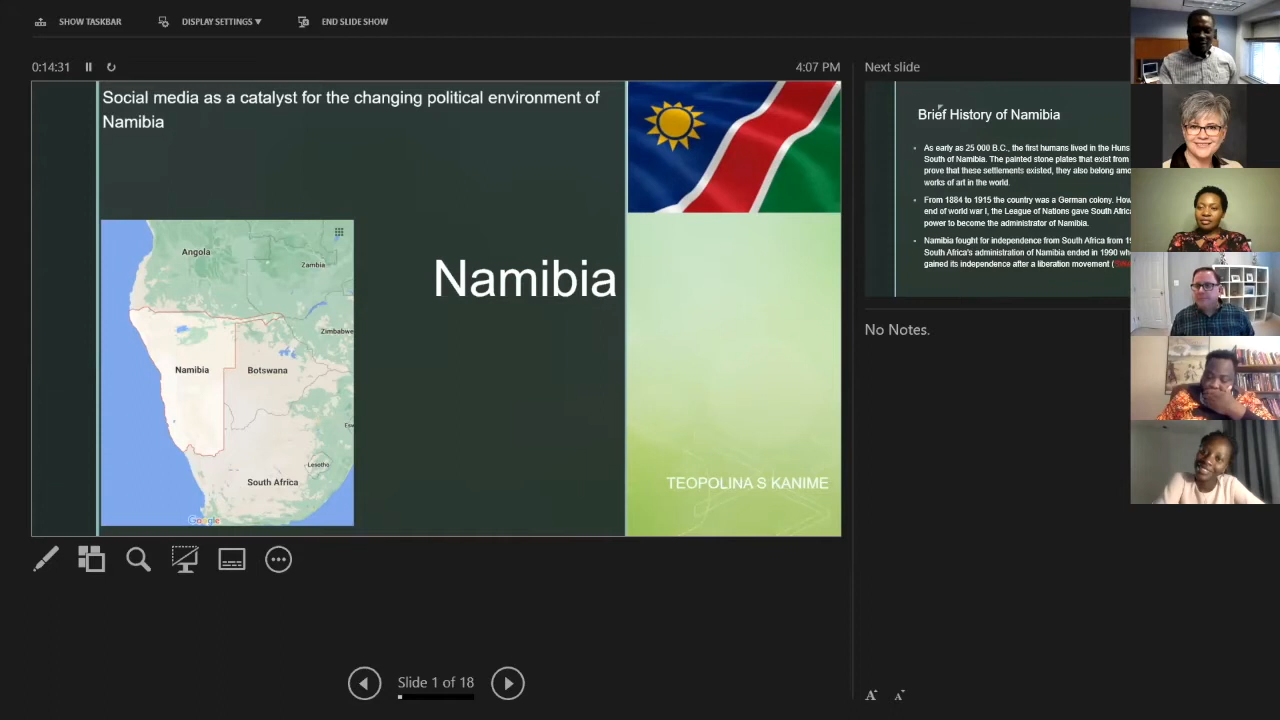 SHOW TASKBAR
DISPLAY SETTINGS ▼
END SLIDE SHOW
0:14:31
4:07 PM
Social media as a catalyst for the changing political environment of
Namibia
Angola
Zambia
Zimbabwe
Namibia
Botswana
Lesotho
South Africa
Google
Namibia
TEOPOLINA S KANIME
Slide 1 of 18
Next slide
Brief History of Namibia
• As early as 25 000 B.C., the first humans lived in the Huns
South of Namibia. The painted stone plates that exist from
prove that these settlements existed, they also belong amo
works of art in the world.
• From 1884 to 1915 the country was a German colony. How
end of world war I, the League of Nations gave South Africa
power to become the administrator of Namibia.
• Namibia fought for independence from South Africa from 19
South Africa's administration of Namibia ended in 1990 wh
gained its independence after a liberation movement (
No Notes.
A
A